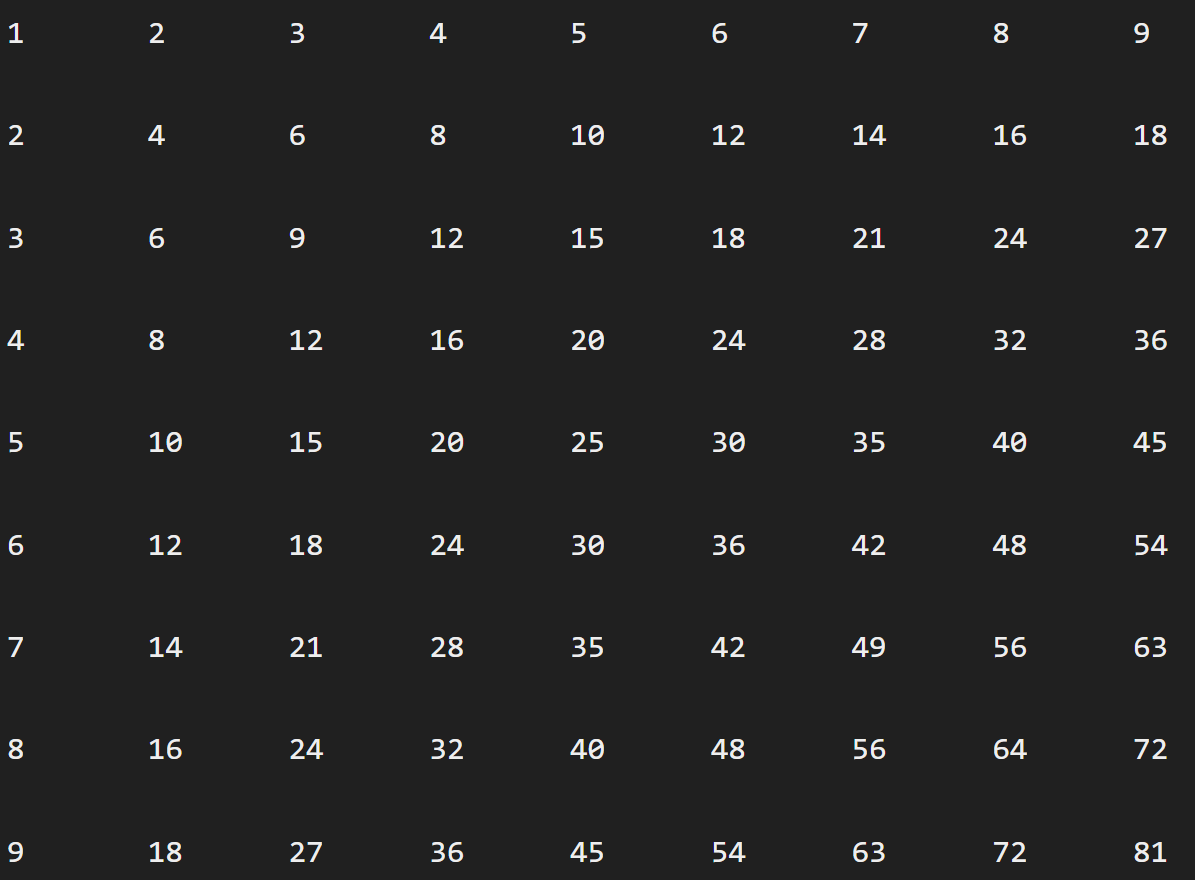 1 2 3 4 5 6 7 8 9
2 4 6 8 10 12 14 16 18
3 6 9 12 15 18 21 24 27
4 8 12 16 20 24 28 32 36
5 10 15 20 25 30 35 40 45
6 12 18 24 30 36 42 48 54
7 14 21 28 35 42 49 56 63
8 16 24 32 40 48 56 64 72
9 18 27 36 45 54 63 72 81